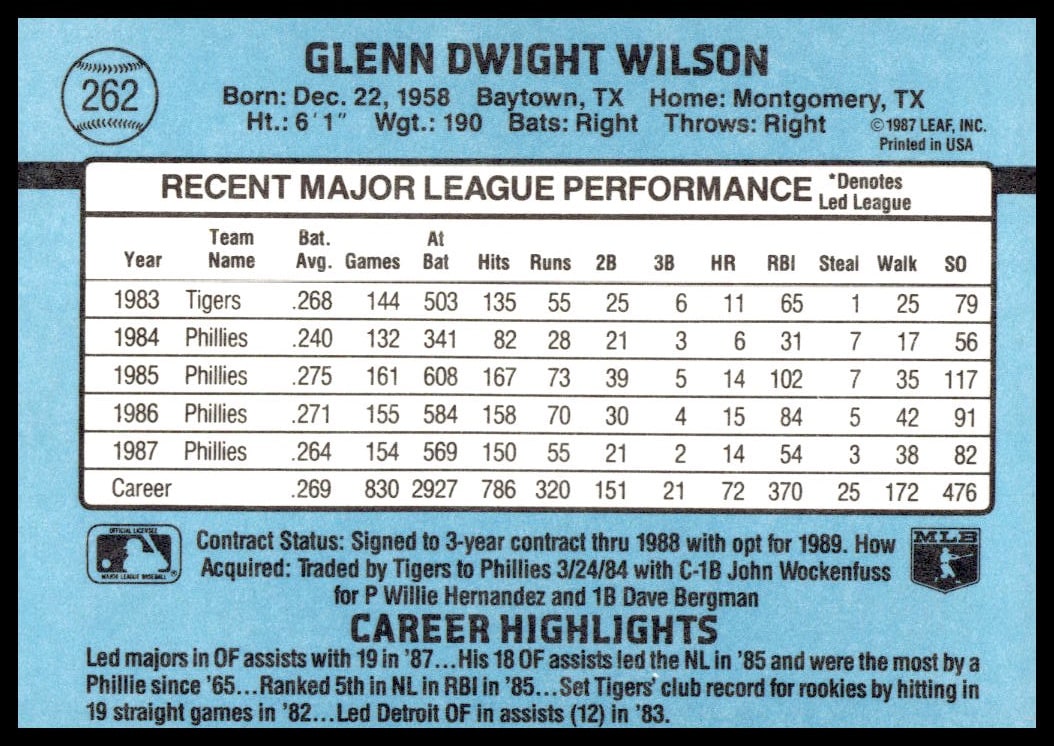 GLENN DWIGHT WILSON
262
Born: Dec. 22, 1958 Baytown, TX Home: Montgomery, TX
Ht.: 6'1" Wgt.: 190 Bats: Right Throws: Right
©1987 LEAF, INC.
Printed in USA
RECENT MAJOR LEAGUE PERFORMANCE *Denotes
Led League
Year Team Name Bat. Avg. Games At Bat Hits Runs 2B 3B HR RBI Steal Walk SO
1983 Tigers .268 144 503 135 55 25 6 11 65 1 25 79
1984 Phillies .240 132 341 82 28 21 3 6 31 7 17 56
1985 Phillies .275 161 608 167 73 39 5 14 102 7 35 117
1986 Phillies .271 155 584 158 70 30 4 15 84 5 42 91
1987 Phillies .264 154 569 150 55 21 2 14 54 3 38 82
Career .269 830 2927 786 320 151 21 72 370 25 172 476
OFFICIAL LICENSEE
MAJOR LEAGUE BASEBALL
®
MLB
Contract Status: Signed to 3-year contract thru 1988 with opt for 1989. How
Acquired: Traded by Tigers to Phillies 3/24/84 with C-1B John Wockenfuss
for P Willie Hernandez and 1B Dave Bergman
CAREER HIGHLIGHTS
Led majors in OF assists with 19 in '87...His 18 OF assists led the NL in '85 and were the most by a
Phillie since '65...Ranked 5th in NL in RBI in '85...Set Tigers' club record for rookies by hitting in
19 straight games in '82...Led Detroit OF in assists (12) in '83.